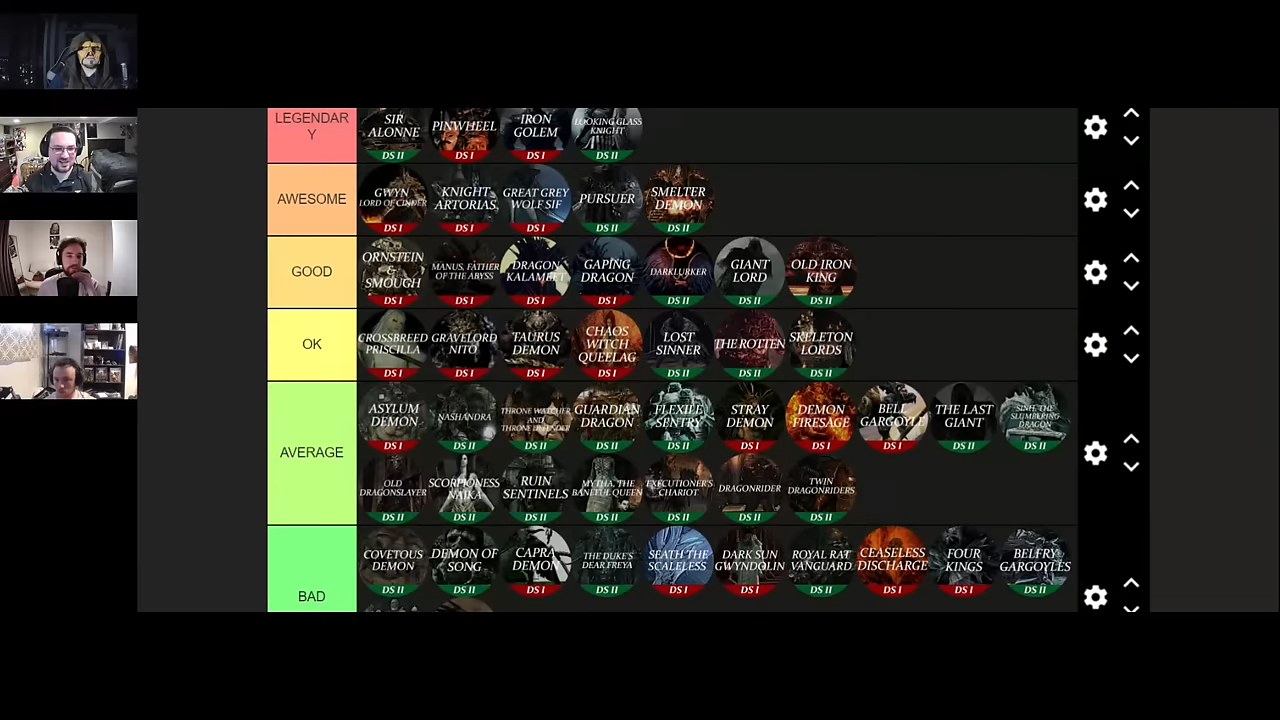 LEGENDAR
Y
SIR
ALONNE
DS II
PINWHEEL
DS I
IRON
GOLEM
DS I
LOOKING GLASS
KNIGHT
DS II
AWESOME
GWYN
LORD OF CINDER
DS I
KNIGHT
ARTORIAS
DS I
GREAT GREY
WOLF SIF
DS I
PURSUER
DS II
SMELTER
DEMON
DS II
GOOD
ORNSTEIN
&
SMOUGH
DS I
MANUS, FATHER
OF THE ABYSS
DS I
DRAGON
KALAMEET
DS I
GAPING
DRAGON
DS I
DARKLURKER
DS II
GIANT
LORD
DS II
OLD IRON
KING
DS II
OK
CROSSBREED
PRISCILLA
DS I
GRAVELORD
NITO
DS I
TAURUS
DEMON
DS I
CHAOS
WITCH
QUEELAG
DS I
LOST
SINNER
DS II
THE ROTTEN
DS II
SKELETON
LORDS
DS II
AVERAGE
ASYLUM
DEMON
DS I
NASHANDRA
DS II
THRONE WATCHER
AND
THRONE DEFENDER
DS II
GUARDIAN
DRAGON
DS II
FLEXILE
SENTRY
DS II
STRAY
DEMON
DS I
DEMON
FIRESAGE
DS I
BELL
GARGOYLE
DS I
THE LAST
GIANT
DS II
SINH, THE
SLUMBERING
DRAGON
DS II
OLD
DRAGONSLAYER
DS II
SCORPIONESS
NAJKA
DS II
RUIN
SENTINELS
DS II
MYTHA, THE
BANEFUL QUEEN
DS II
EXECUTIONER'S
CHARIOT
DS II
DRAGONRIDER
DS II
TWIN
DRAGONRIDERS
DS II
BAD
COVETOUS
DEMON
DS II
DEMON OF
SONG
DS II
CAPRA
DEMON
DS I
THE DUKE'S
DEAR FREYA
DS II
SEATH THE
SCALELESS
DS I
DARK SUN
GWYNDOLIN
DS I
ROYAL RAT
VANGUARD
DS II
CEASELESS
DISCHARGE
DS I
FOUR
KINGS
DS I
BELFRY
GARGOYLES
DS II